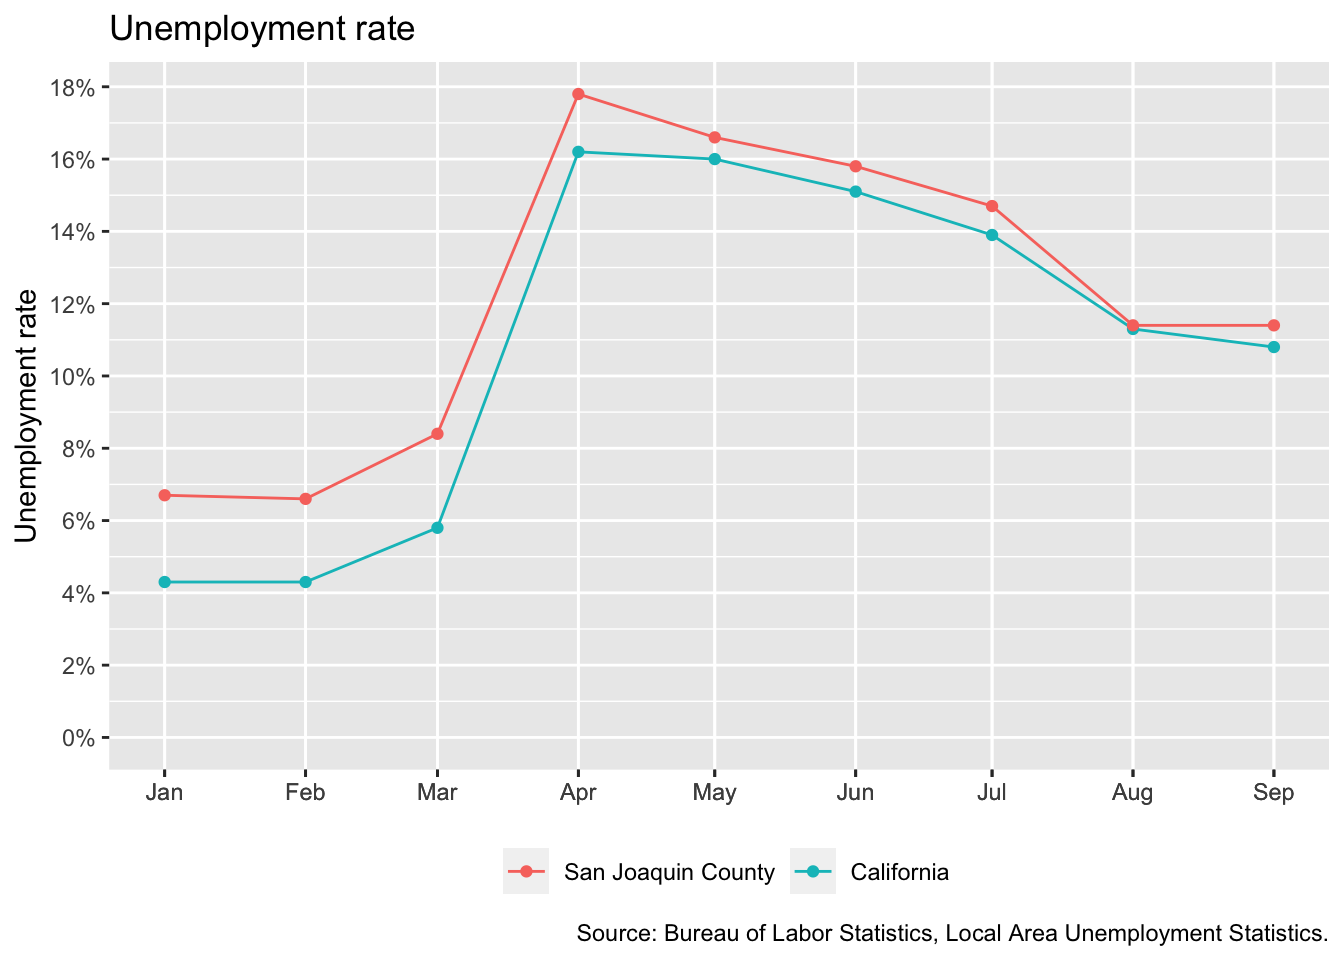 Unemployment rate
Unemployment rate
18%
16%
14%
12%
10%
8%
6%
4%
2%
0%
Jan Feb Mar Apr May Jun Jul Aug Sep
San Joaquin County California
Source: Bureau of Labor Statistics, Local Area Unemployment Statistics.